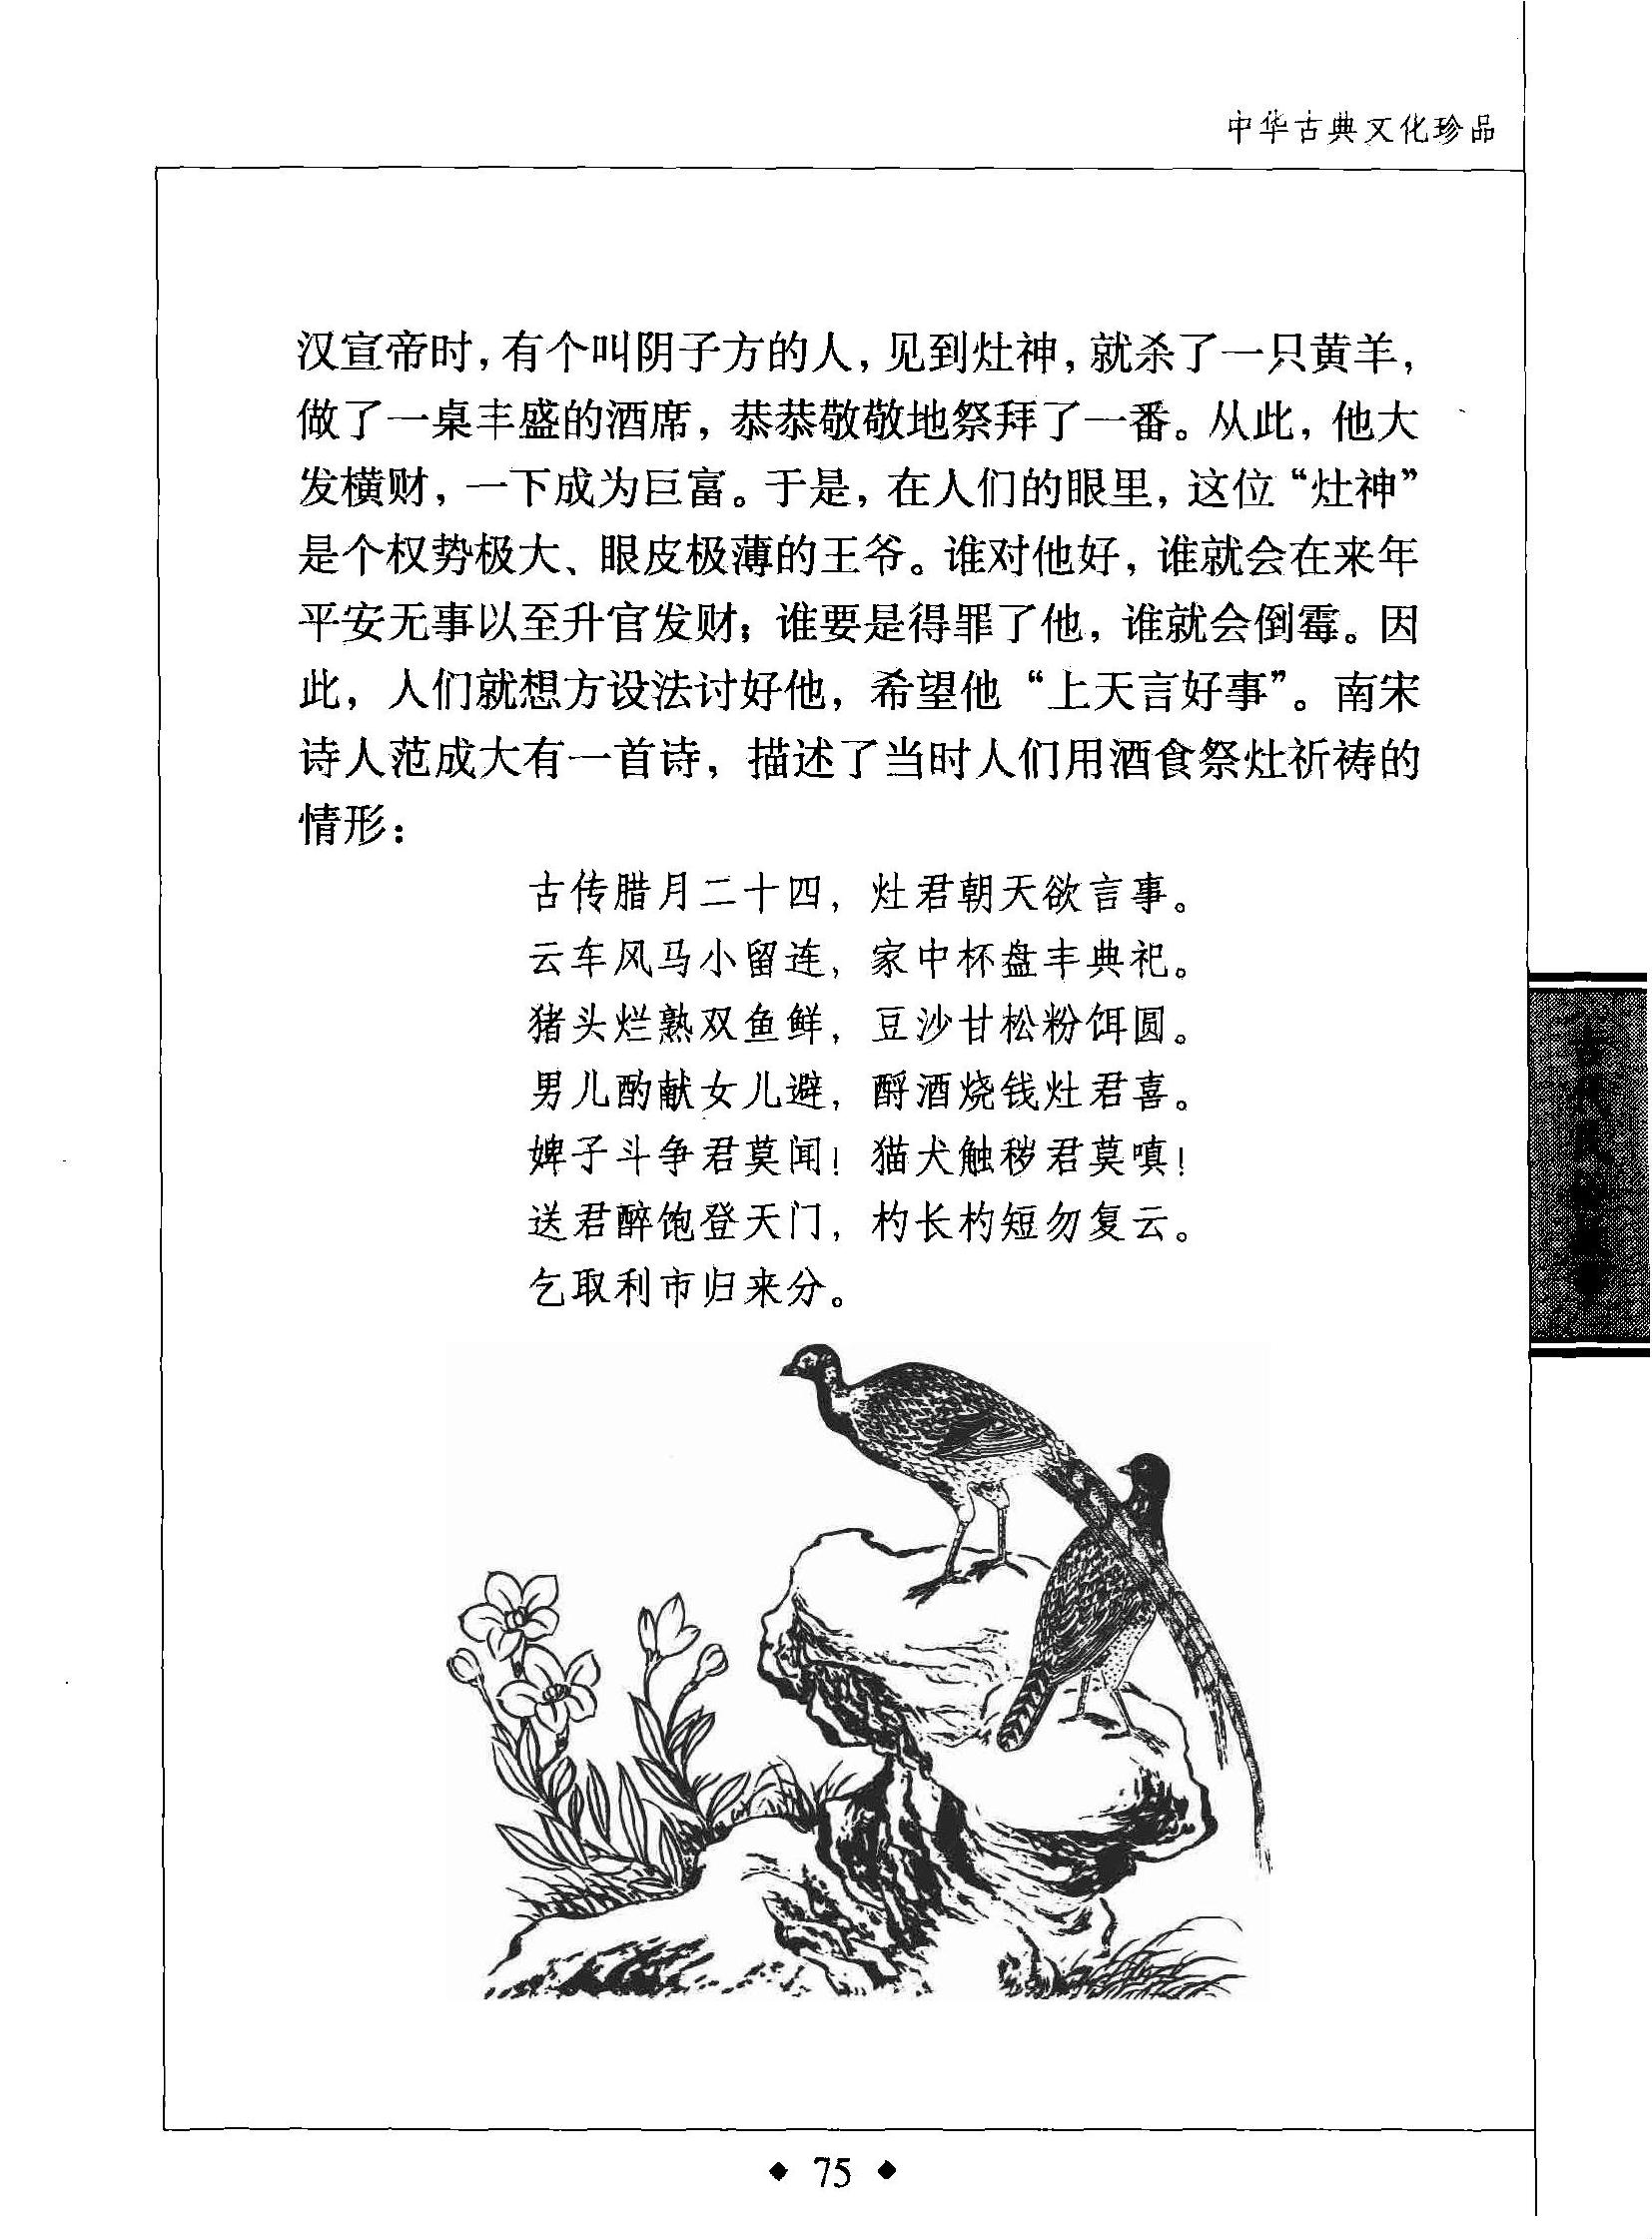 中华古典文化珍品
汉宣帝时，有个叫阴子方的人，见到灶神，就杀了一只黄羊，
做了一桌丰盛的酒席，恭恭敬敬地祭拜了一番。从此，他大
发横财，一下成为巨富。于是，在人们的眼里，这位“灶神”
是个权势极大、眼皮极薄的王爷。谁对他好，谁就会在来年
平安无事以至升官发财；谁要是得罪了他，谁就会倒霉。因
此，人们就想方设法讨好他，希望他“上天言好事”。南宋
诗人范成大有一首诗，描述了当时人们用酒食祭灶祈祷的
情形：
古传腊月二十四，灶君朝天欲言事。
云车风马小留连，家中杯盘丰典祀。
猪头烂熟双鱼鲜，豆沙甘松粉饵圆。
男儿酌献女儿避，酹酒烧钱灶君喜。
婢子斗争君莫闻！猫犬触秽君莫嗔！
送君醉饱登天门，杓长杓短勿复云。
乞取利市归来分。
古代民俗
75